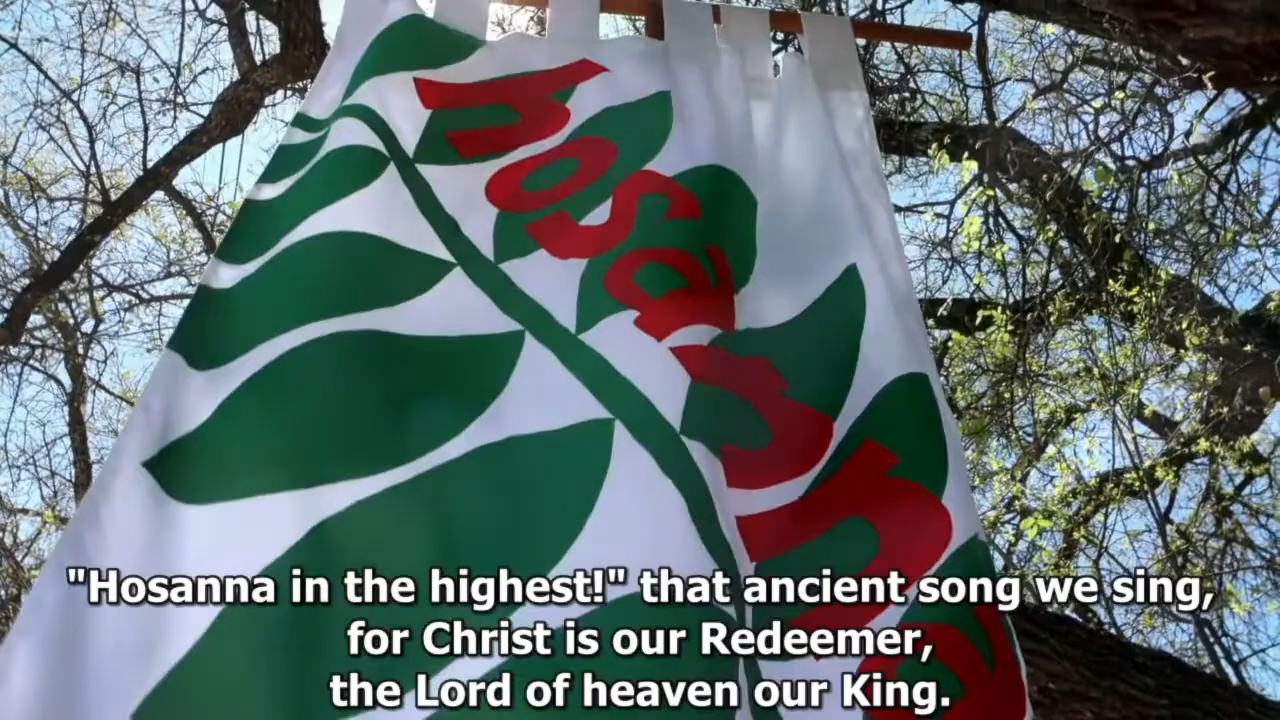 Hosanna
"Hosanna in the highest!" that ancient song we sing,
for Christ is our Redeemer,
the Lord of heaven our King.